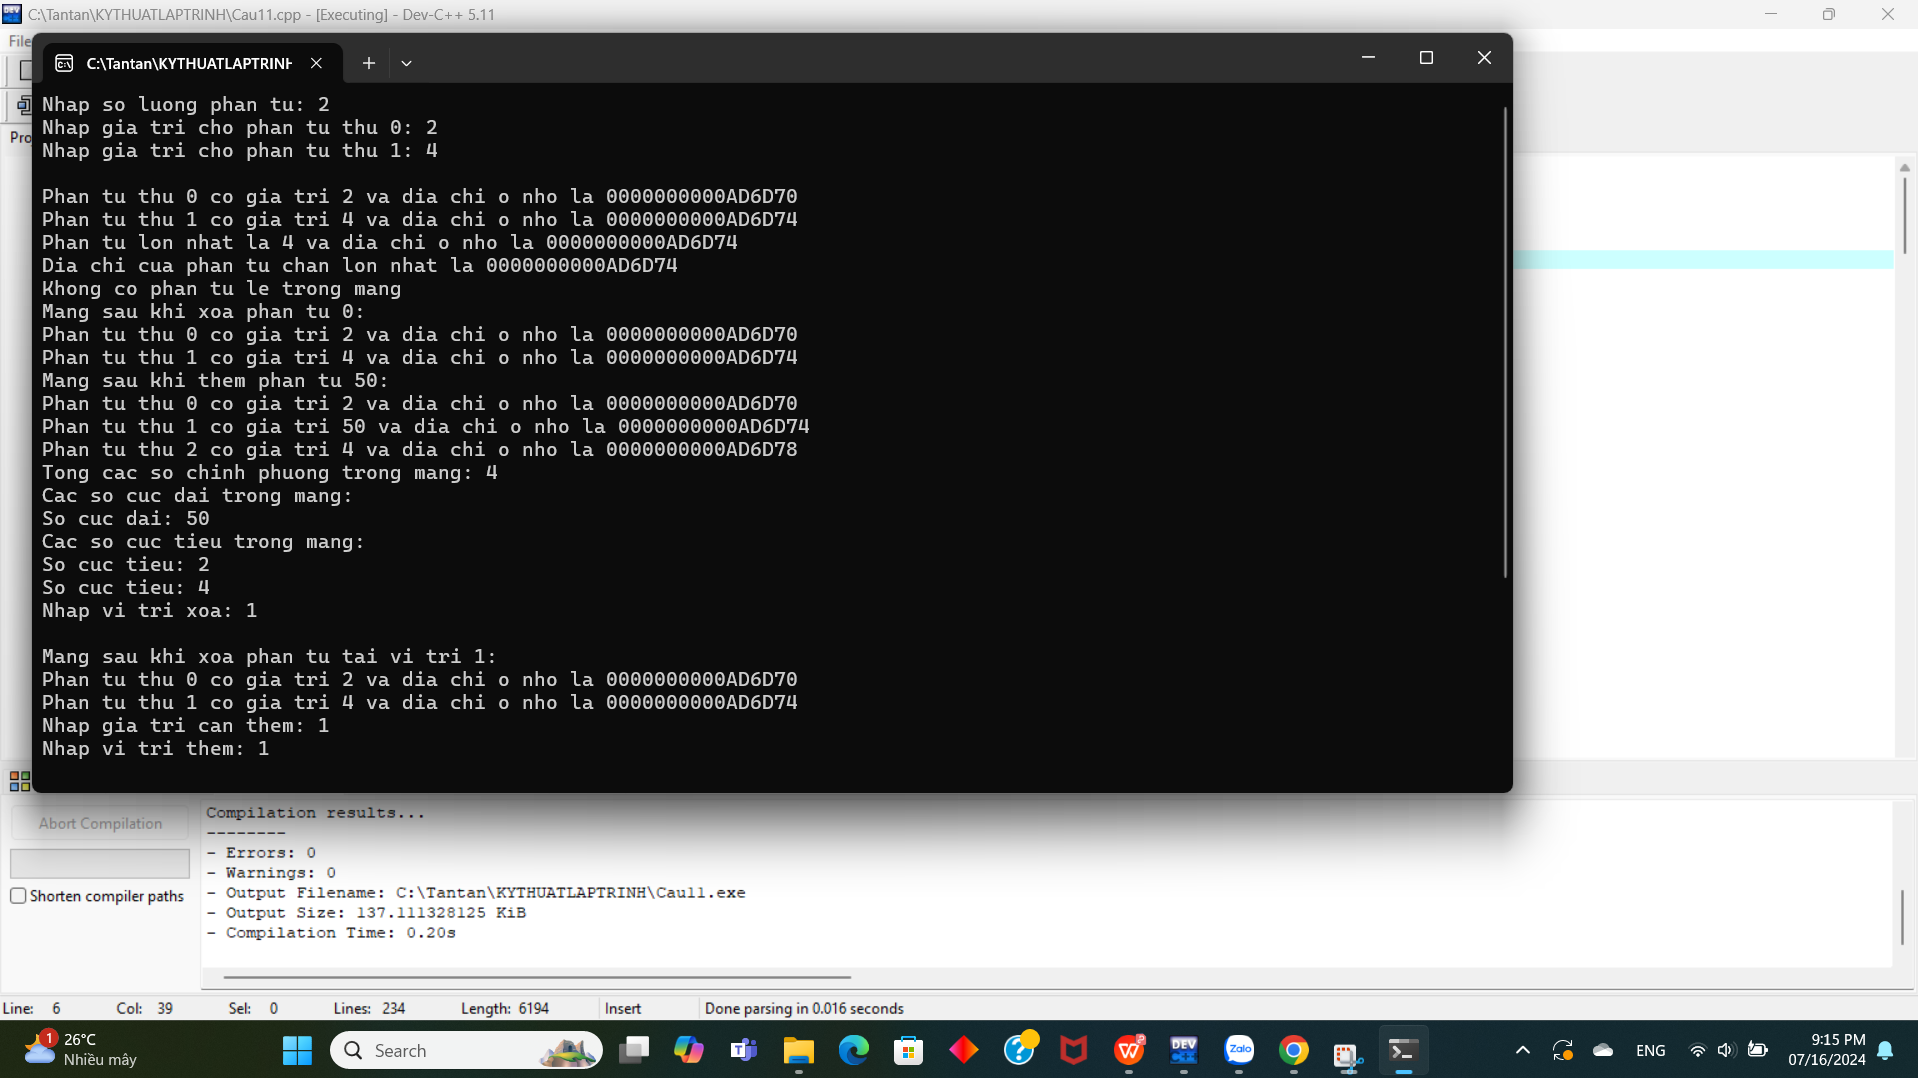 C:\Tantan\KYTHUATLAPTRINH\Cau11.cpp - [Executing] - Dev-C++ 5.11
File
C:\Tantan\KYTHUATLAPTRINH
Nhap so luong phan tu: 2
Nhap gia tri cho phan tu thu 0: 2
Nhap gia tri cho phan tu thu 1: 4
Phan tu thu 0 co gia tri 2 va dia chi o nho la 0000000000AD6D70
Phan tu thu 1 co gia tri 4 va dia chi o nho la 0000000000AD6D74
Phan tu lon nhat la 4 va dia chi o nho la 0000000000AD6D74
Dia chi cua phan tu chan lon nhat la 0000000000AD6D74
Khong co phan tu le trong mang
Mang sau khi xoa phan tu 0:
Phan tu thu 0 co gia tri 2 va dia chi o nho la 0000000000AD6D70
Phan tu thu 1 co gia tri 4 va dia chi o nho la 0000000000AD6D74
Mang sau khi them phan tu 50:
Phan tu thu 0 co gia tri 2 va dia chi o nho la 0000000000AD6D70
Phan tu thu 1 co gia tri 50 va dia chi o nho la 0000000000AD6D74
Phan tu thu 2 co gia tri 4 va dia chi o nho la 0000000000AD6D78
Tong cac so chinh phuong trong mang: 4
Cac so cuc dai trong mang:
So cuc dai: 50
Cac so cuc tieu trong mang:
So cuc tieu: 2
So cuc tieu: 4
Nhap vi tri xoa: 1
Mang sau khi xoa phan tu tai vi tri 1:
Phan tu thu 0 co gia tri 2 va dia chi o nho la 0000000000AD6D70
Phan tu thu 1 co gia tri 4 va dia chi o nho la 0000000000AD6D74
Nhap gia tri can them: 1
Nhap vi tri them: 1
Abort Compilation
Shorten compiler paths
Compilation results...
--------
- Errors: 0
- Warnings: 0
- Output Filename: C:\Tantan\KYTHUATLAPTRINH\Cau11.exe
- Output Size: 137.111328125 KiB
- Compilation Time: 0.20s
Line: 6 Col: 39 Sel: 0 Lines: 234 Length: 6194 Insert Done parsing in 0.016 seconds
1
26°C
Nhiều mây
Search
DEV
Zalo
ENG
9:15 PM
07/16/2024